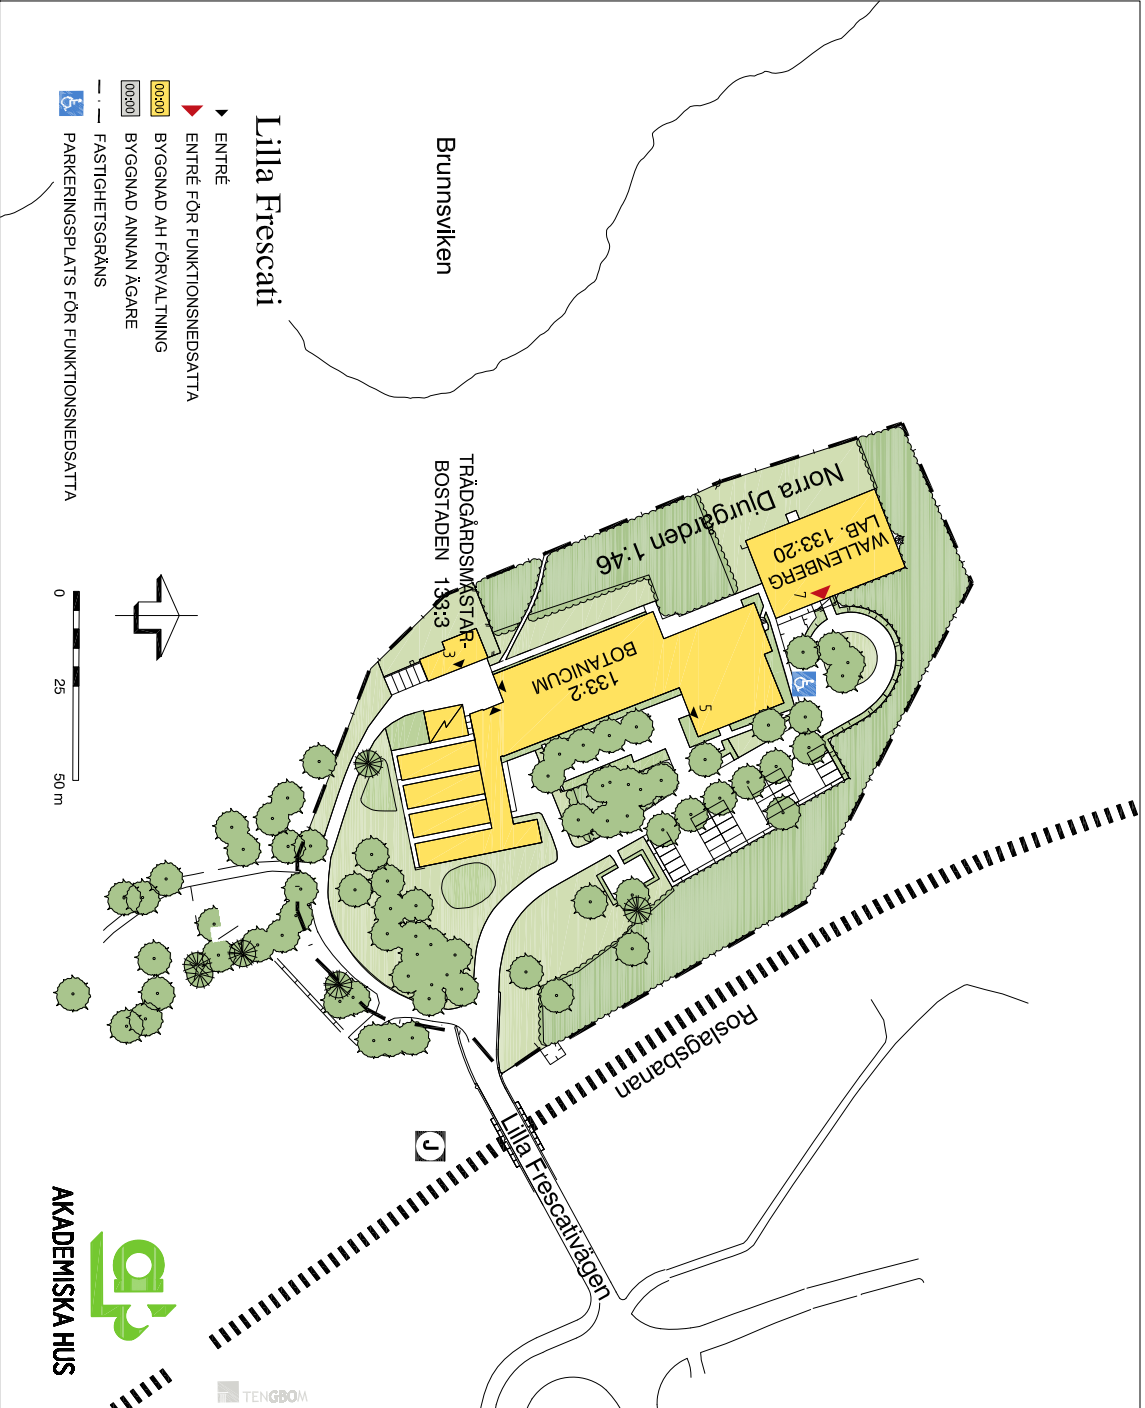 Brunnsviken
Lilla Frescati
ENTRÉ
ENTRÉ FÖR FUNKTIONSNEDSATTA
00:00 BYGGNAD AH FÖRVALTNING
00:00 BYGGNAD ANNAN ÄGARE
FASTIGHETSGRÄNS
PARKERINGSPLATS FÖR FUNKTIONSNEDSATTA
Norra Djurgården 1:46
WALLENBERG
LAB. 133:20
7
TRÄDGÅRDSMÄSTAR-
BOSTADEN 133:3
3
BOTANICUM
133:2
5
0 25 50 m
Roslagsbanan
Lilla Frescativägen
J
AKADEMISKA HUS
TENGBOM